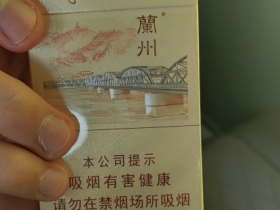 蘭州
本公司提示
吸烟有害健康
请勿在禁烟场所吸烟